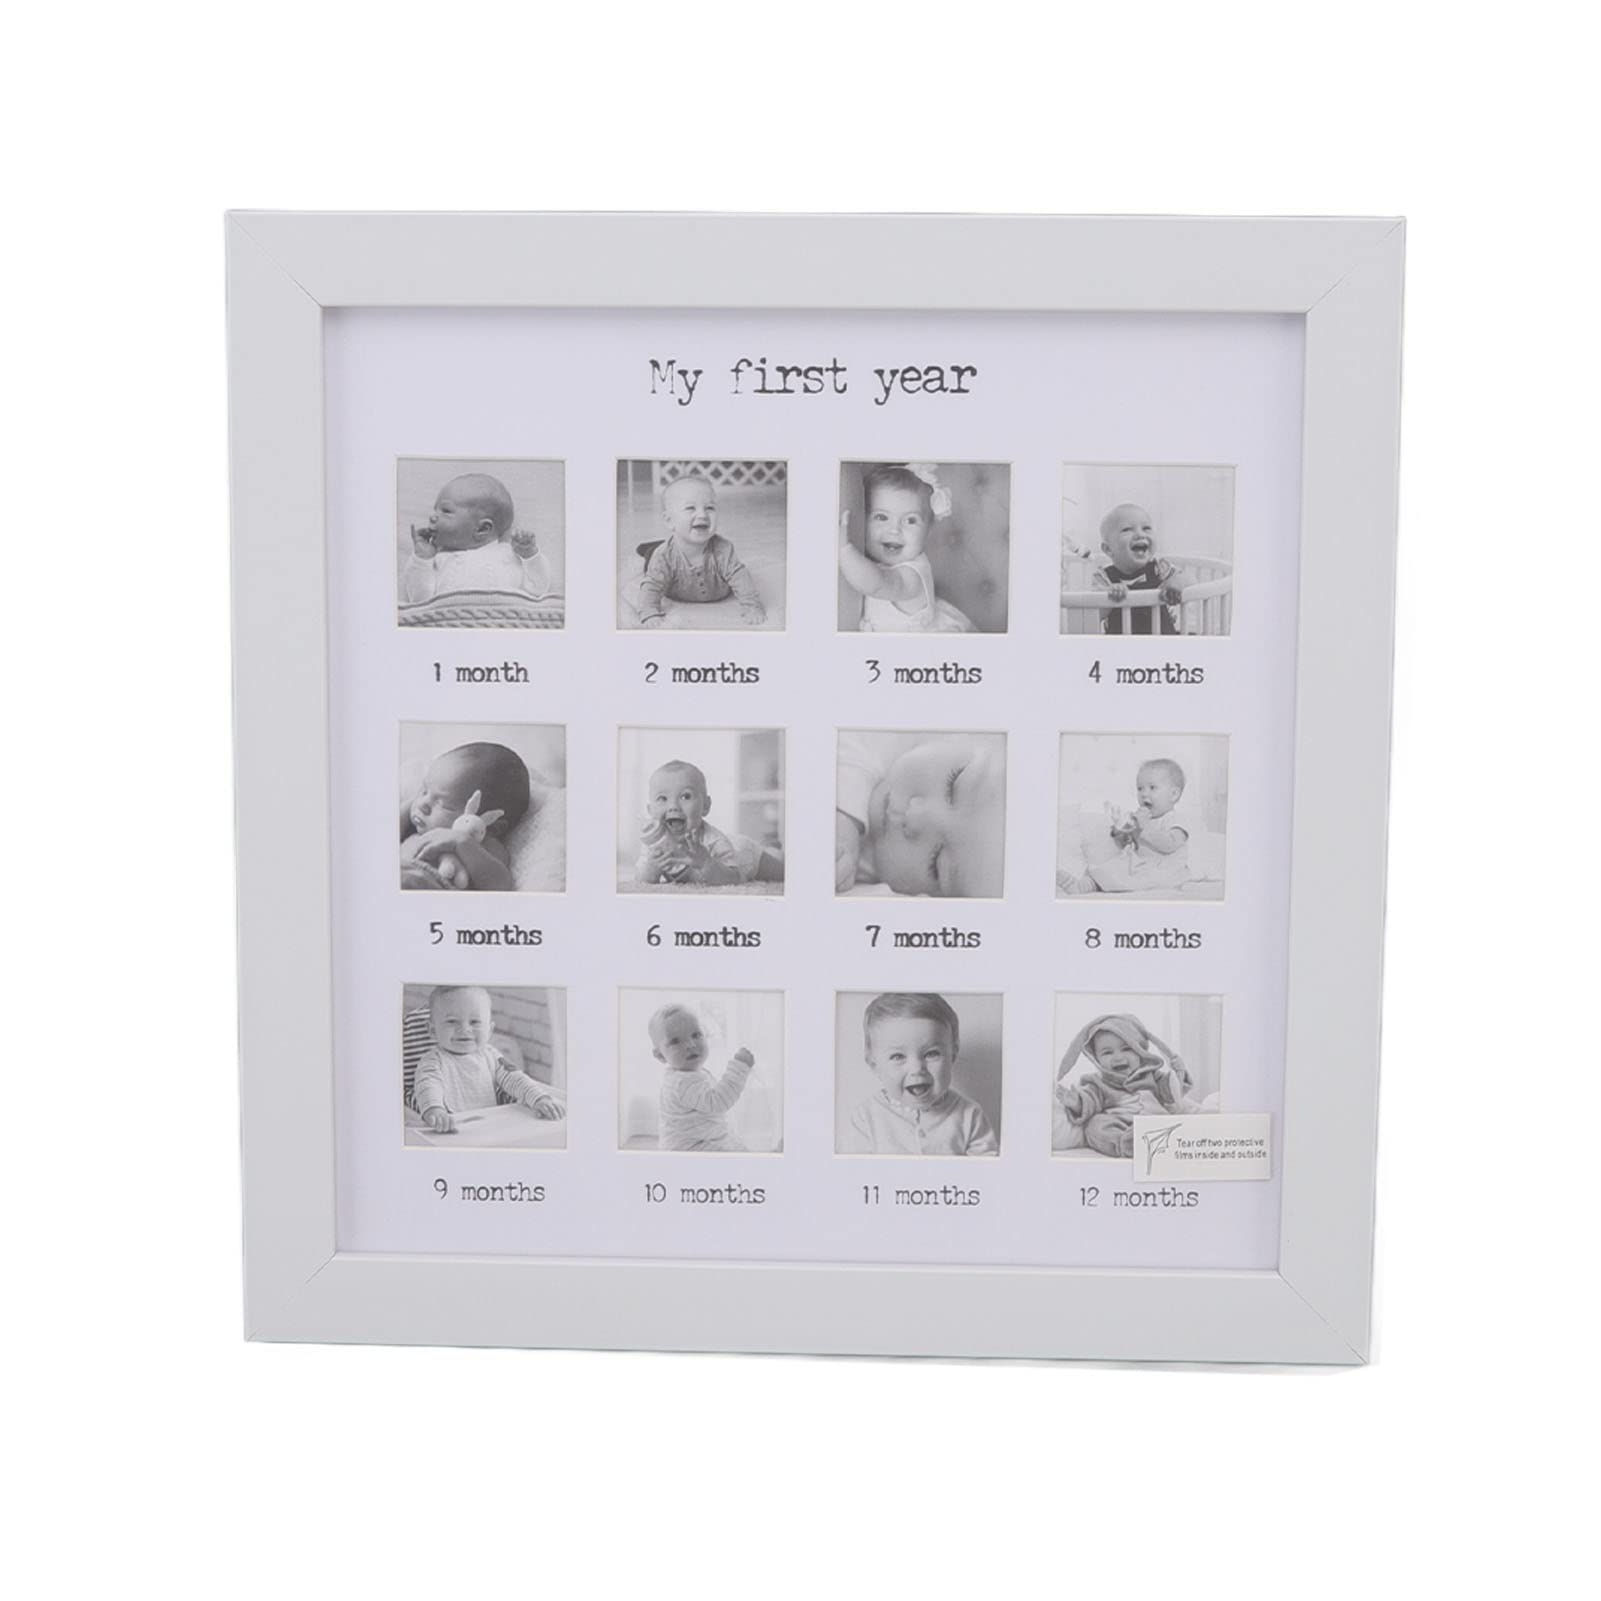 My first year
1 month
2 months
3 months
4 months
5 months
6 months
7 months
8 months
9 months
10 months
11 months
12 months
Tear off two protective
films inside and outside